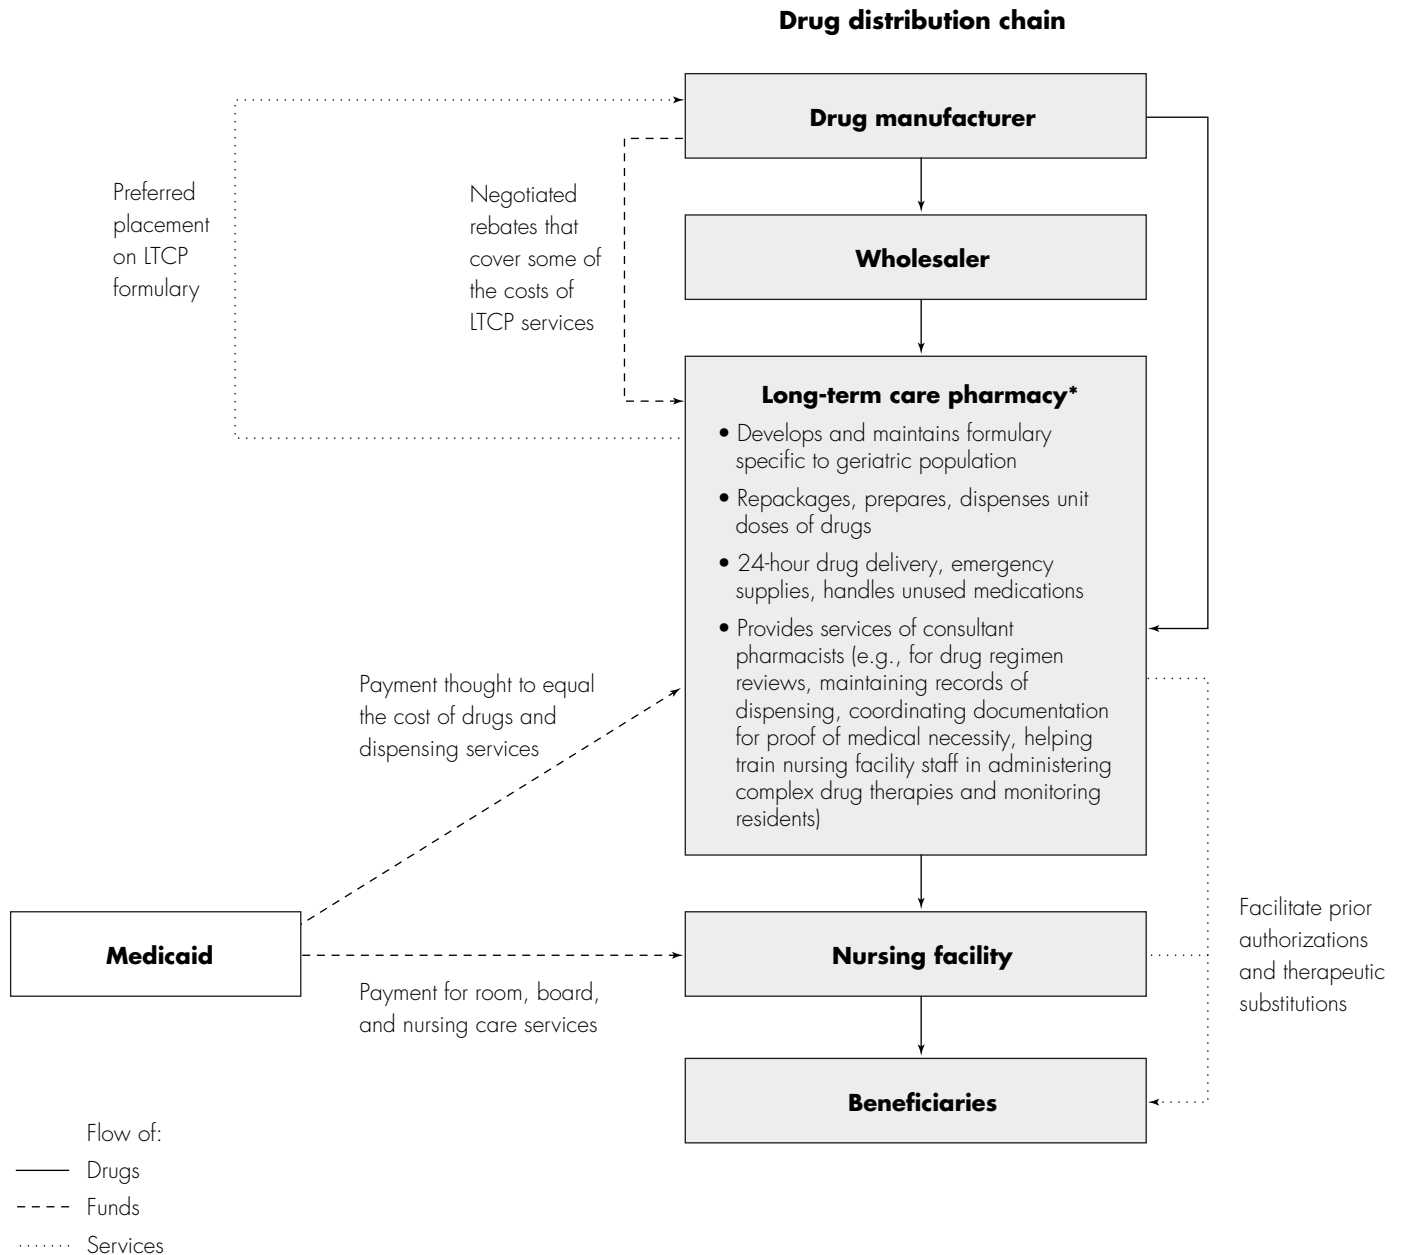 Drug distribution chain
Drug manufacturer
Preferred
placement
on LTCP
formulary
Negotiated
rebates that
cover some of
the costs of
LTCP services
Wholesaler
Long-term care pharmacy*
• Develops and maintains formulary
specific to geriatric population
• Repackages, prepares, dispenses unit
doses of drugs
• 24-hour drug delivery, emergency
supplies, handles unused medications
• Provides services of consultant
pharmacists (e.g., for drug regimen
reviews, maintaining records of
dispensing, coordinating documentation
for proof of medical necessity, helping
train nursing facility staff in administering
complex drug therapies and monitoring
residents)
Payment thought to equal
the cost of drugs and
dispensing services
Medicaid
Payment for room, board,
and nursing care services
Nursing facility
Facilitate prior
authorizations
and therapeutic
substitutions
Beneficiaries
Flow of:
Drugs
Funds
Services